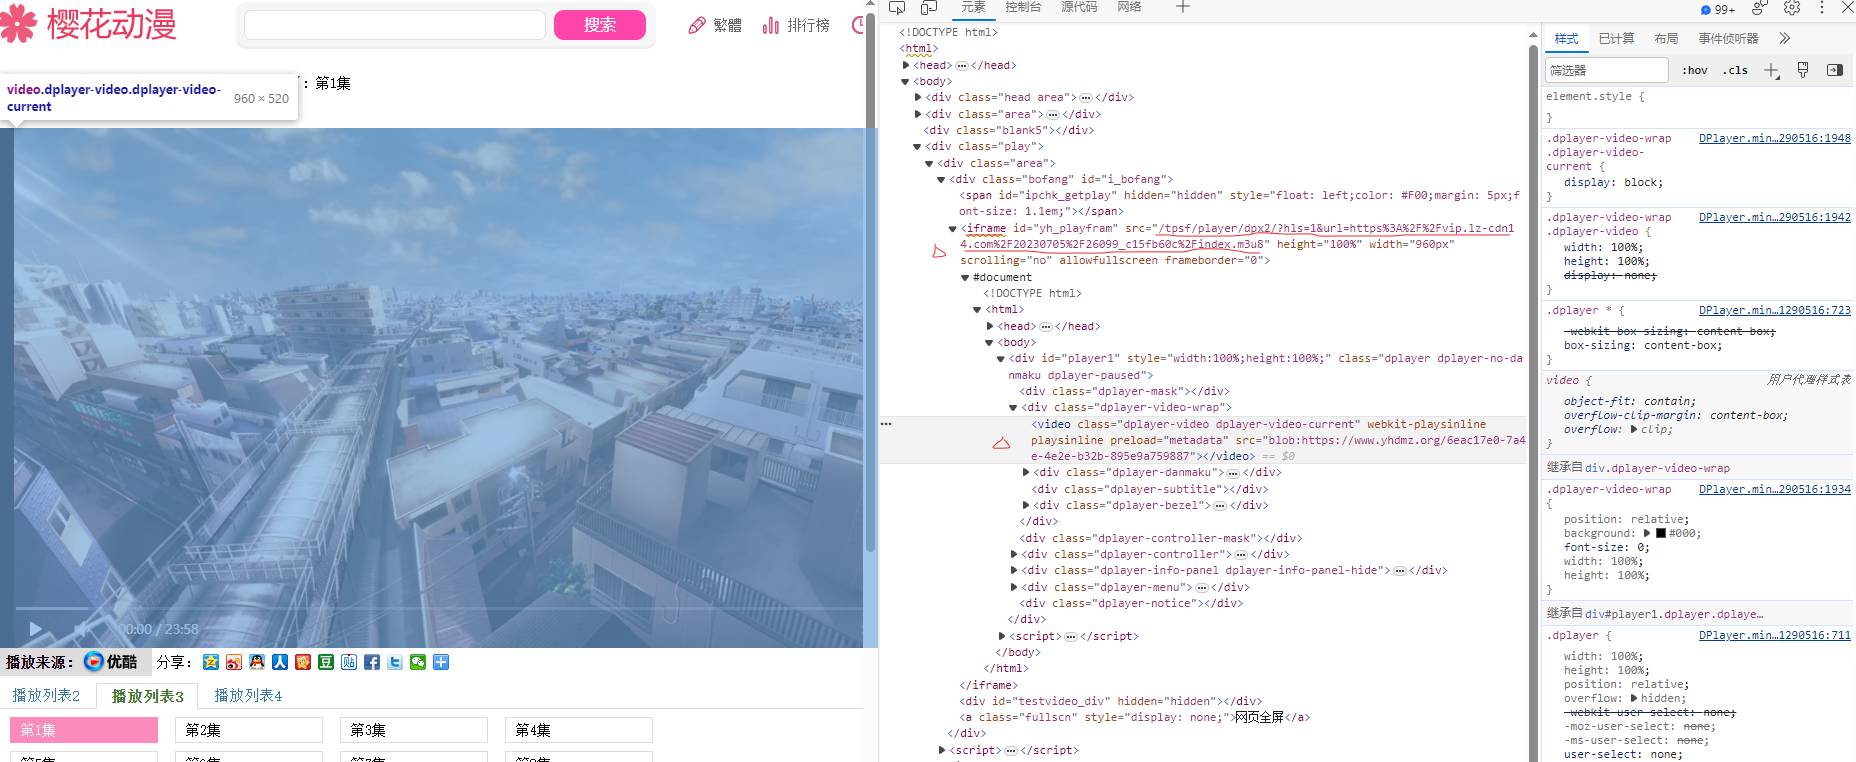 樱花动漫
搜索
繁體
排行榜
：第1集
video.dplayer-video.dplayer-video-
current
960 × 520
00:00 / 23:58
播放来源：
优酷
分享：
播放列表2
播放列表3
播放列表4
第1集
第2集
第3集
第4集
元素
控制台
源代码
网络
99+
<!DOCTYPE html>
<html>
<head>…</head>
<body>
<div class="head area">…</div>
<div class="area">…</div>
<div class="blank5"></div>
<div class="play">
<div class="area">
<div class="bofang" id="i_bofang">
<span id="ipchk_getplay" hidden="hidden" style="float: left;color: #F00;margin: 5px;f
ont-size: 1.1em;"></span>
<iframe id="yh_playfram" src="/tpsf/player/dpx2/?hls=1&url=https%3A%2F%2Fvip.lz-cdn1
4.com%2F20230705%2F26099_c15fb60c%2Findex.m3u8" height="100%" width="960px"
scrolling="no" allowfullscreen frameborder="0">
#document
<!DOCTYPE html>
<html>
<head>…</head>
<body>
<div id="player1" style="width:100%;height:100%;" class="dplayer dplayer-no-da
nmaku dplayer-paused">
<div class="dplayer-mask"></div>
<div class="dplayer-video-wrap">
<video class="dplayer-video dplayer-video-current" webkit-playsinline
playsinline preload="metadata" src="blob:https://www.yhdmz.org/6eac17e0-7a4
e-4e2e-b32b-895e9a759887"></video> == $0
<div class="dplayer-danmaku">…</div>
<div class="dplayer-subtitle"></div>
<div class="dplayer-bezel">…</div>
</div>
<div class="dplayer-controller-mask"></div>
<div class="dplayer-controller">…</div>
<div class="dplayer-info-panel dplayer-info-panel-hide">…</div>
<div class="dplayer-menu">…</div>
<div class="dplayer-notice"></div>
</div>
<script>…</script>
</body>
</html>
</iframe>
<div id="testvideo_div" hidden="hidden"></div>
<a class="fullscn" style="display: none;">网页全屏</a>
</div>
<script>…</script>
样式
已计算
布局
事件侦听器
筛选器
:hov
.cls
element.style {
}
.dplayer-video-wrap
DPlayer.min…290516:1948
.dplayer-video-
current {
display: block;
}
.dplayer-video-wrap
DPlayer.min…290516:1942
.dplayer-video {
width: 100%;
height: 100%;
display: none;
}
.dplayer * {
DPlayer.min…1290516:723
-webkit-box-sizing: content-box;
box-sizing: content-box;
}
video {
用户代理样式表
object-fit: contain;
overflow-clip-margin: content-box;
overflow: clip;
}
继承自 div.dplayer-video-wrap
.dplayer-video-wrap
DPlayer.min…290516:1934
{
position: relative;
background: #000;
font-size: 0;
width: 100%;
height: 100%;
}
继承自 div#player1.dplayer.dplaye…
.dplayer {
DPlayer.min…1290516:711
width: 100%;
height: 100%;
position: relative;
overflow: hidden;
-webkit-user-select: none;
-moz-user-select: none;
-ms-user-select: none;
user-select: none;